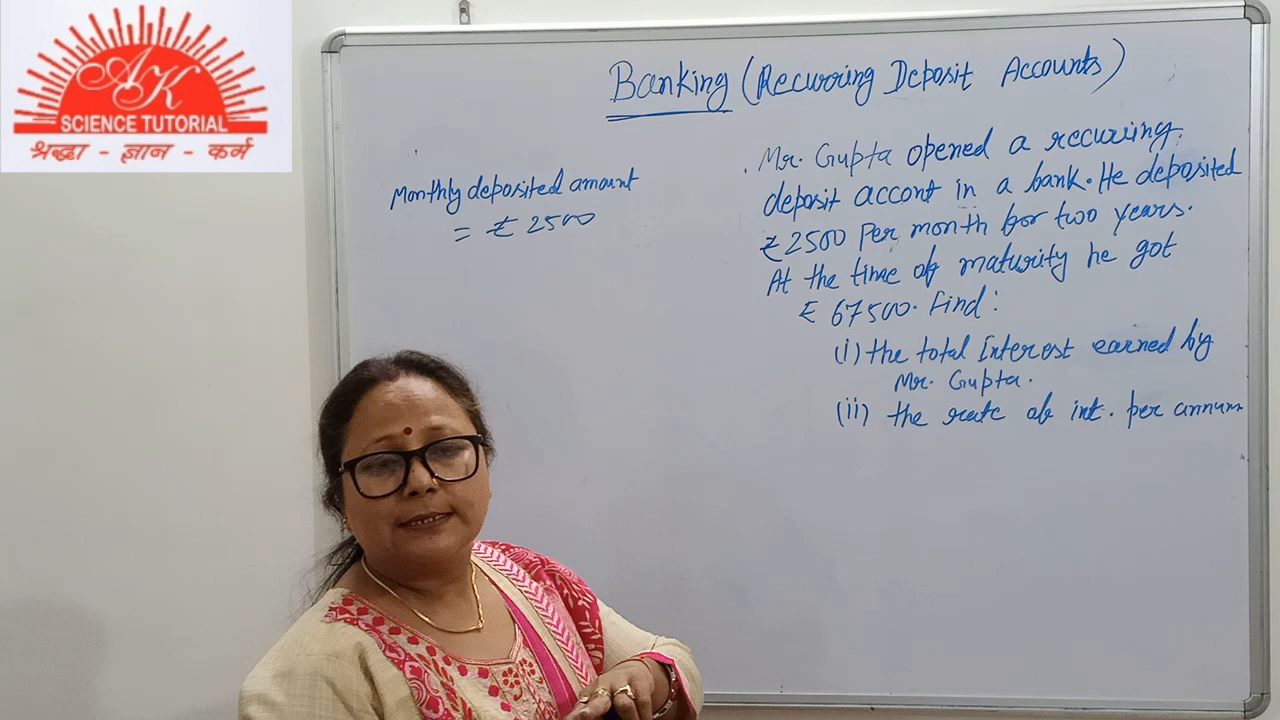 AK
SCIENCE TUTORIAL
श्रद्धा - ज्ञान - कर्म
Banking (Recurring Deposit Accounts)
Monthly deposited amount
= ₹ 2500
Mr. Gupta opened a recurring
deposit accont in a bank. He deposited
₹2500 Per month for two years.
At the time of maturity he got
₹ 67500. Find:
(i) the total Interest earned by
Mr. Gupta.
(ii) the rate of int. per annum